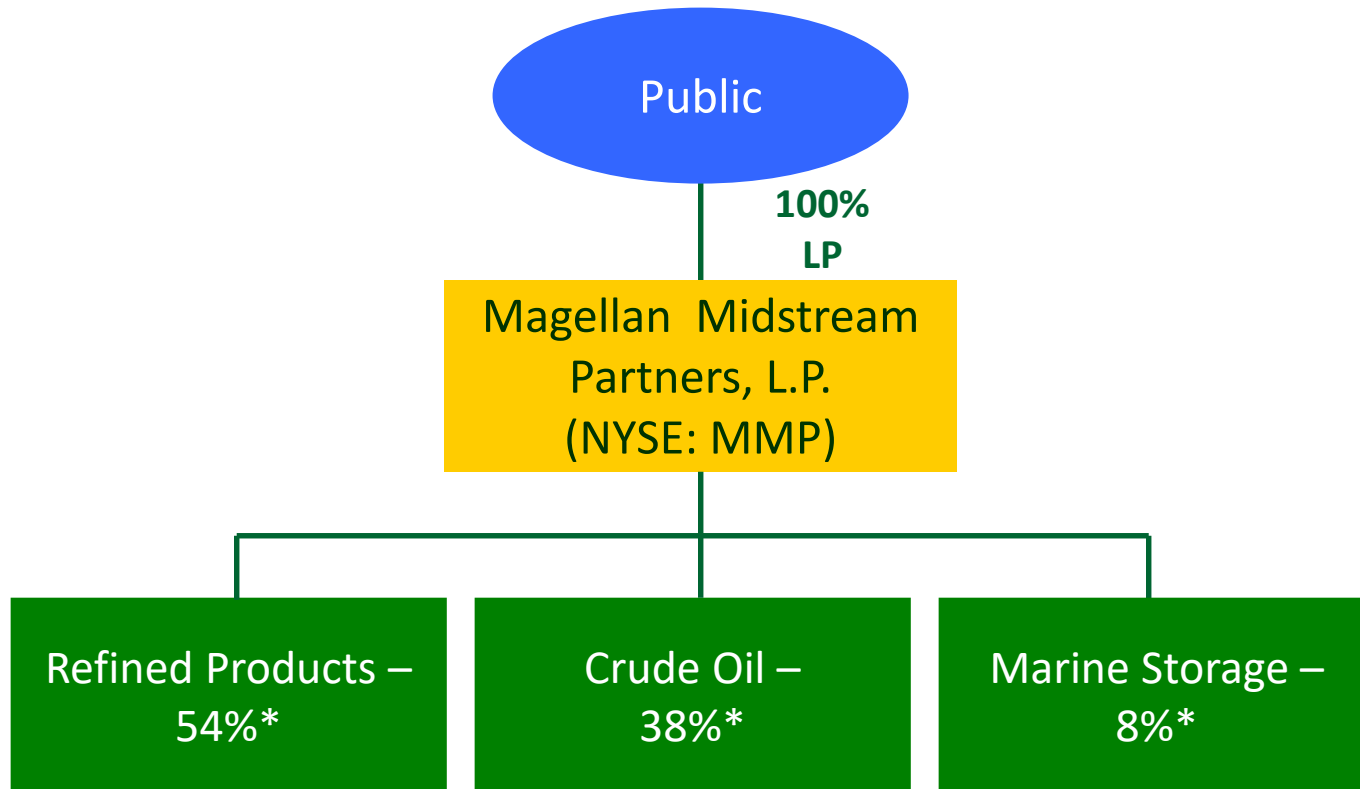 Public
100%
LP
Magellan  Midstream
Partners, L.P.
(NYSE: MMP)
Refined Products –
54%*
Crude Oil –
38%*
Marine Storage –
8%*